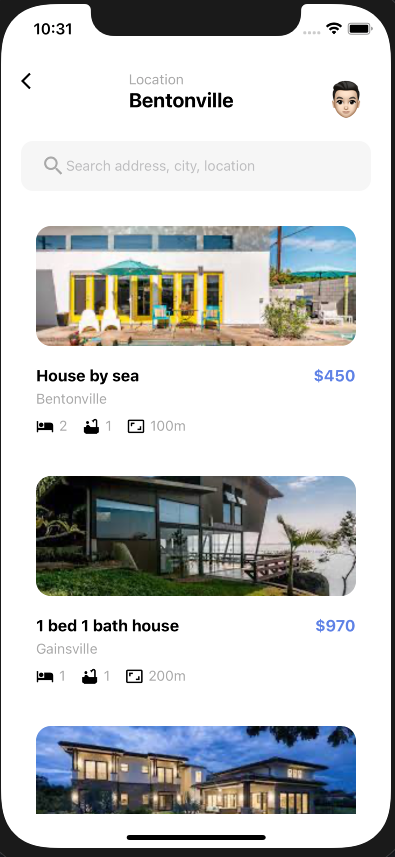 10:31
Location
Bentonville
Search address, city, location
House by sea
$450
Bentonville
2 1 100m
1 bed 1 bath house
$970
Gainsville
1 1 200m